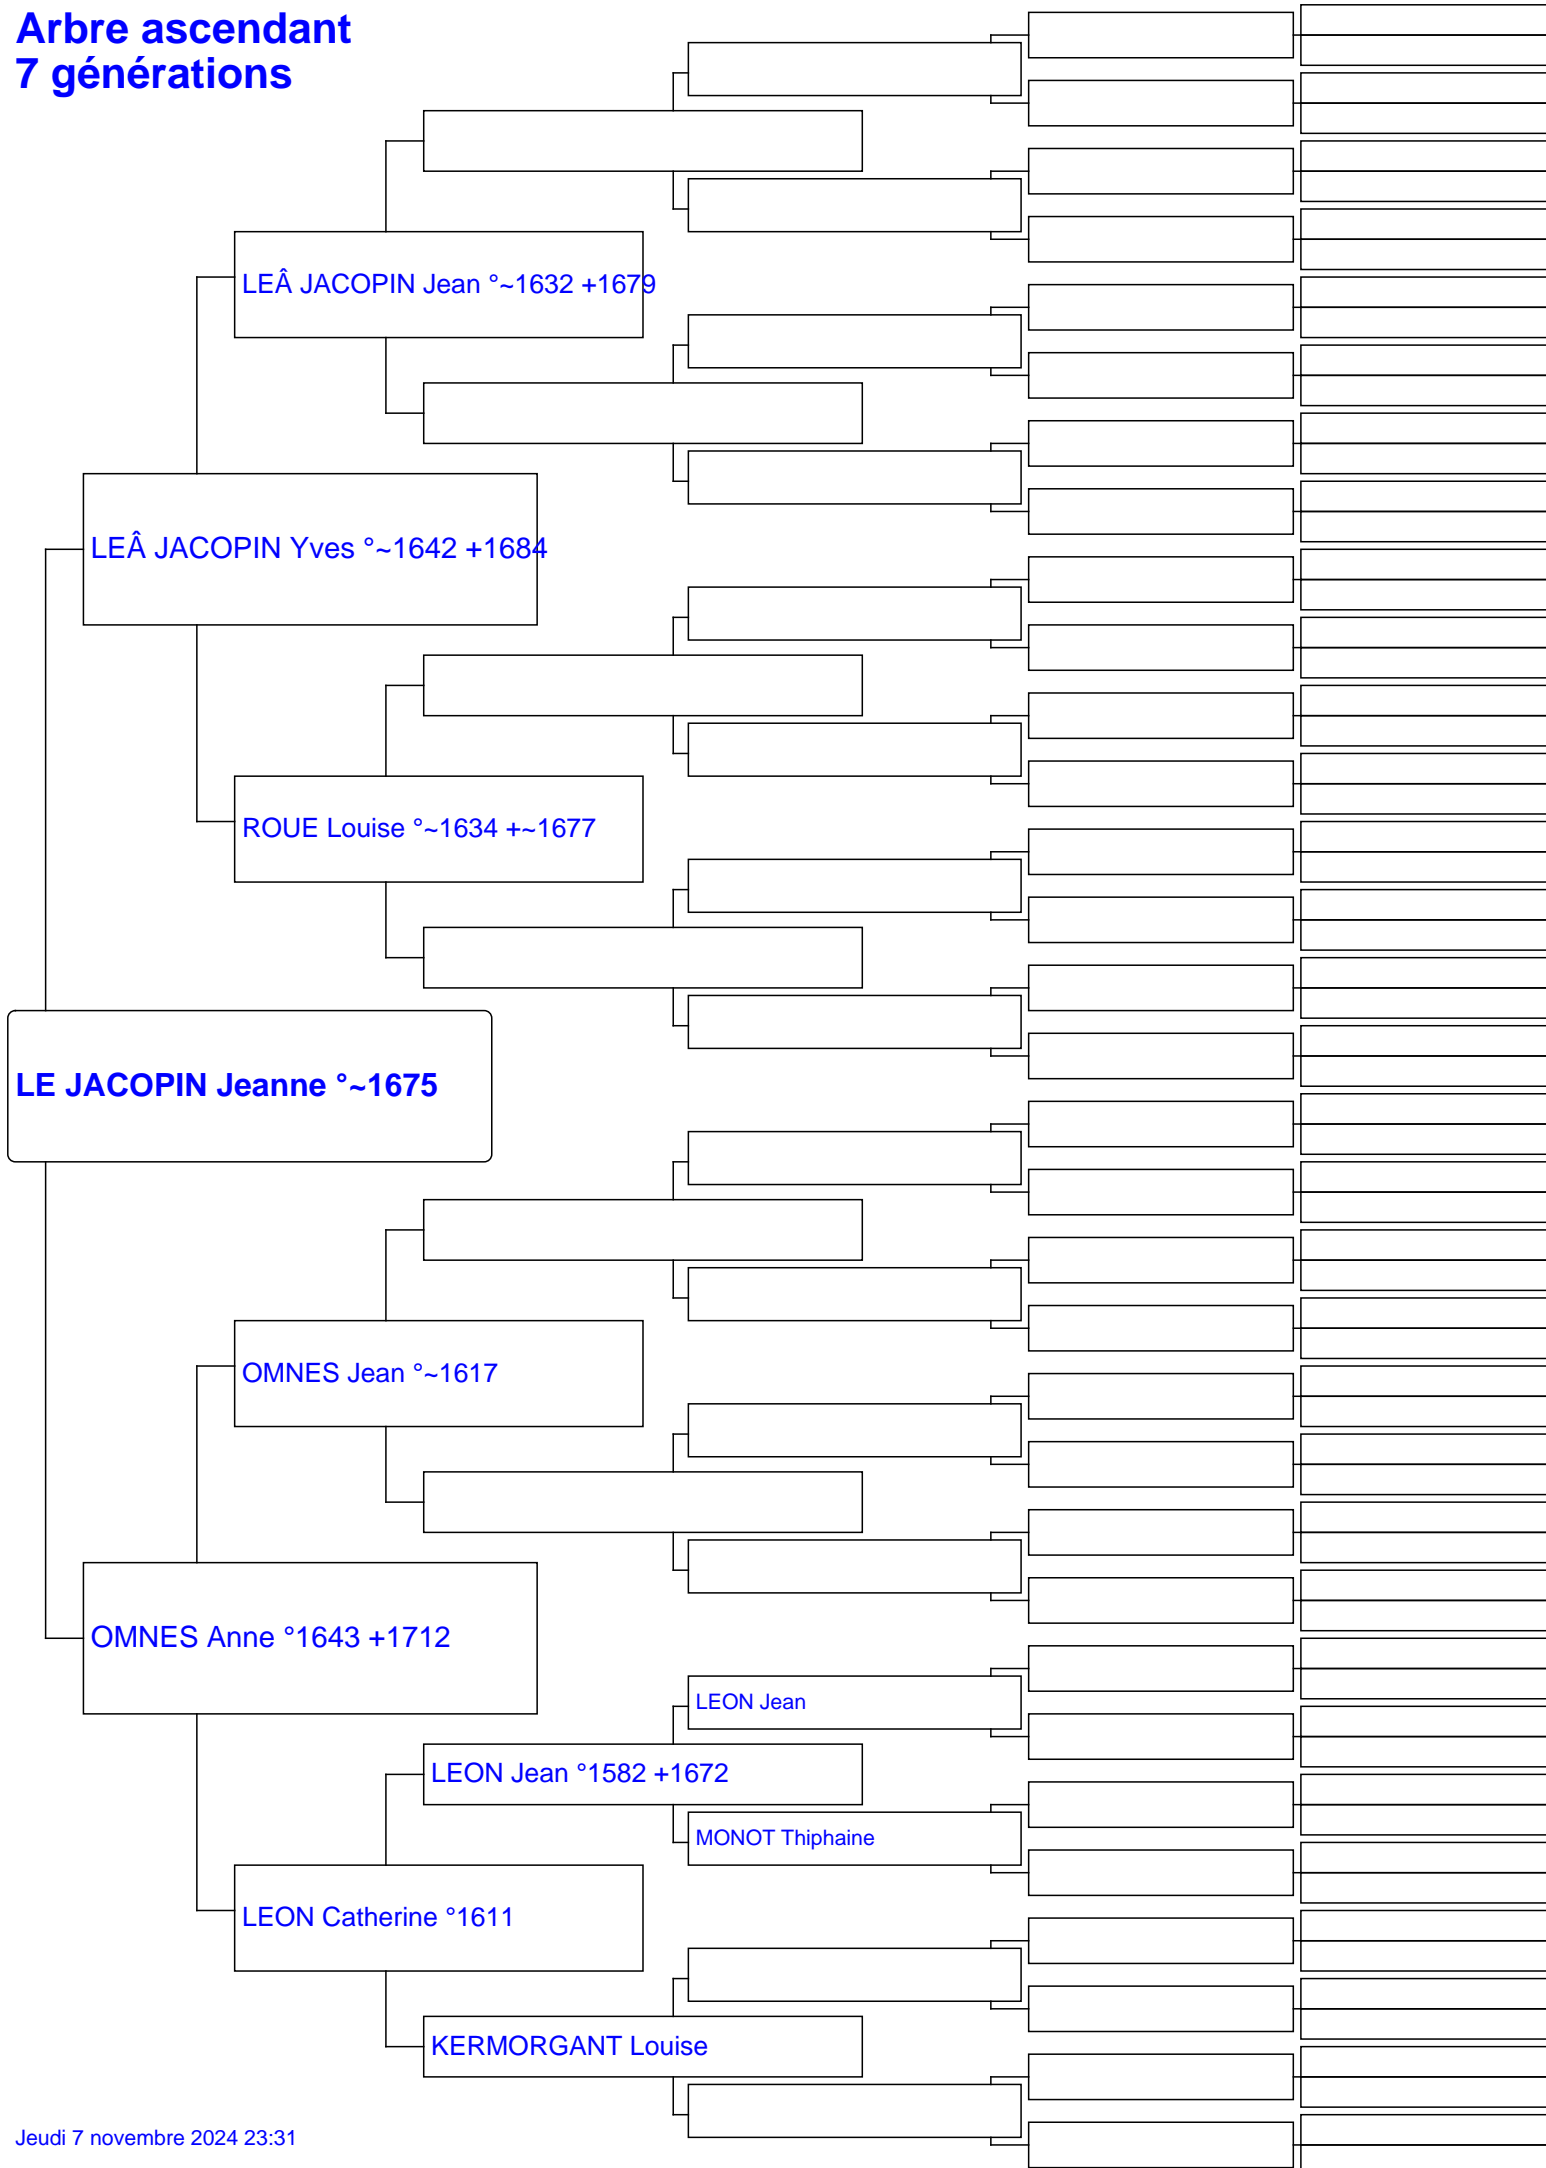 Arbre ascendant
7 générations
LEÂ JACOPIN Jean °~1632 +1679
LEÂ JACOPIN Yves °~1642 +1684
ROUE Louise °~1634 +~1677
LE JACOPIN Jeanne °~1675
OMNES Jean °~1617
OMNES Anne °1643 +1712
LEON Jean
LEON Jean °1582 +1672
MONOT Thiphaine
LEON Catherine °1611
KERMORGANT Louise
Jeudi 7 novembre 2024 23:31